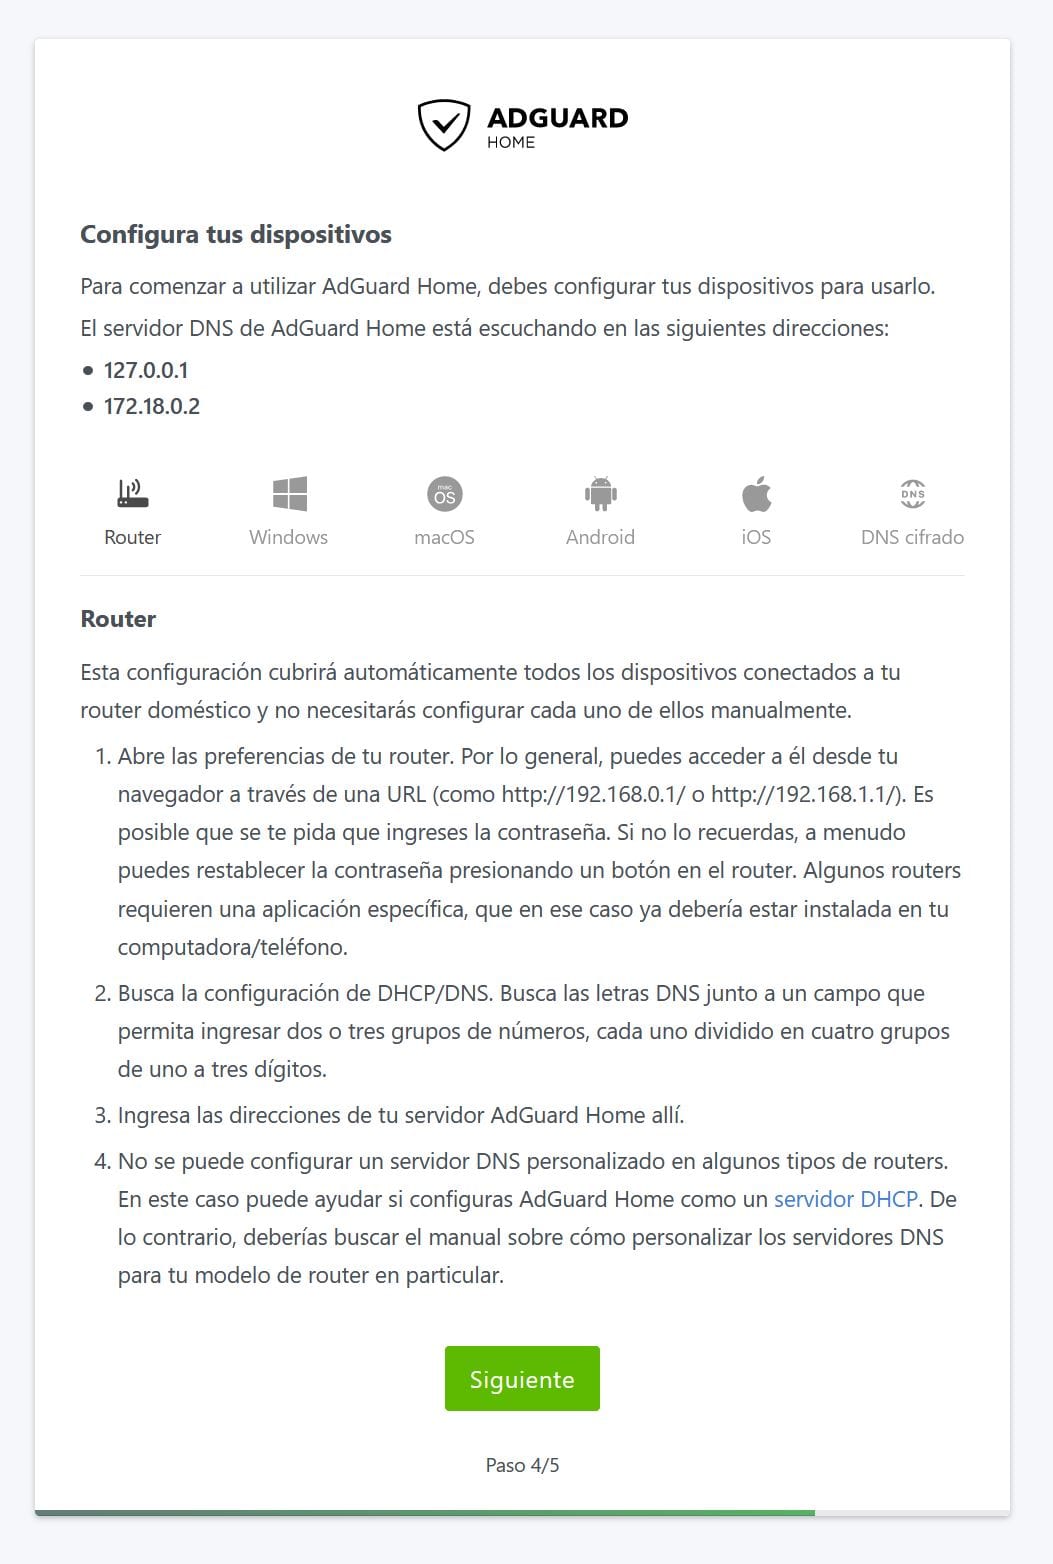 ADGUARD
HOME
Configura tus dispositivos
Para comenzar a utilizar AdGuard Home, debes configurar tus dispositivos para usarlo.
El servidor DNS de AdGuard Home está escuchando en las siguientes direcciones:
• 127.0.0.1
• 172.18.0.2
mac
OS
DNS
Router
Windows
macOS
Android
iOS
DNS cifrado
Router
Esta configuración cubrirá automáticamente todos los dispositivos conectados a tu
router doméstico y no necesitarás configurar cada uno de ellos manualmente.
1. Abre las preferencias de tu router. Por lo general, puedes acceder a él desde tu
navegador a través de una URL (como http://192.168.0.1/ o http://192.168.1.1/). Es
posible que se te pida que ingreses la contraseña. Si no lo recuerdas, a menudo
puedes restablecer la contraseña presionando un botón en el router. Algunos routers
requieren una aplicación específica, que en ese caso ya debería estar instalada en tu
computadora/teléfono.
2. Busca la configuración de DHCP/DNS. Busca las letras DNS junto a un campo que
permita ingresar dos o tres grupos de números, cada uno dividido en cuatro grupos
de uno a tres dígitos.
3. Ingresa las direcciones de tu servidor AdGuard Home allí.
4. No se puede configurar un servidor DNS personalizado en algunos tipos de routers.
En este caso puede ayudar si configuras AdGuard Home como un servidor DHCP. De
lo contrario, deberías buscar el manual sobre cómo personalizar los servidores DNS
para tu modelo de router en particular.
Siguiente
Paso 4/5